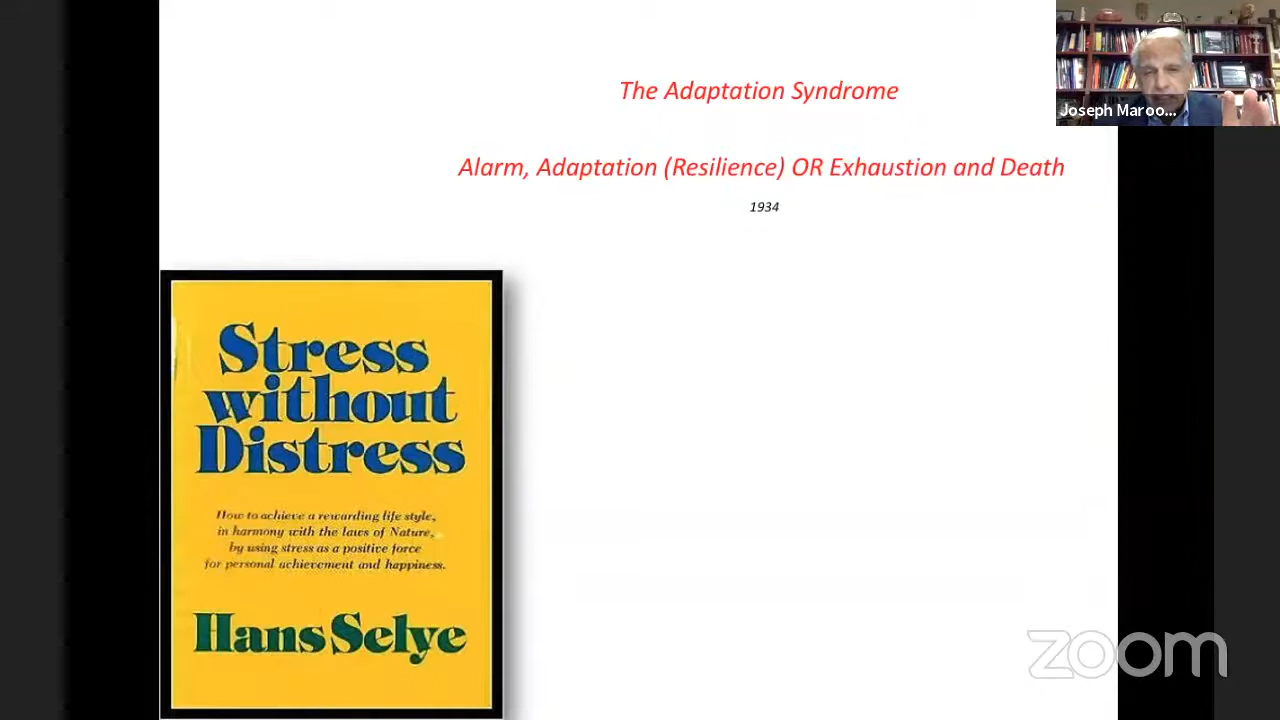 The Adaptation Syndrome
Joseph Maroo...
Alarm, Adaptation (Resilience) OR Exhaustion and Death
1934
Stress
without
Distress
How to achieve a rewarding life style,
in harmony with the laws of Nature,
by using stress as a positive force
for personal achievement and happiness.
Hans Selye
zoom